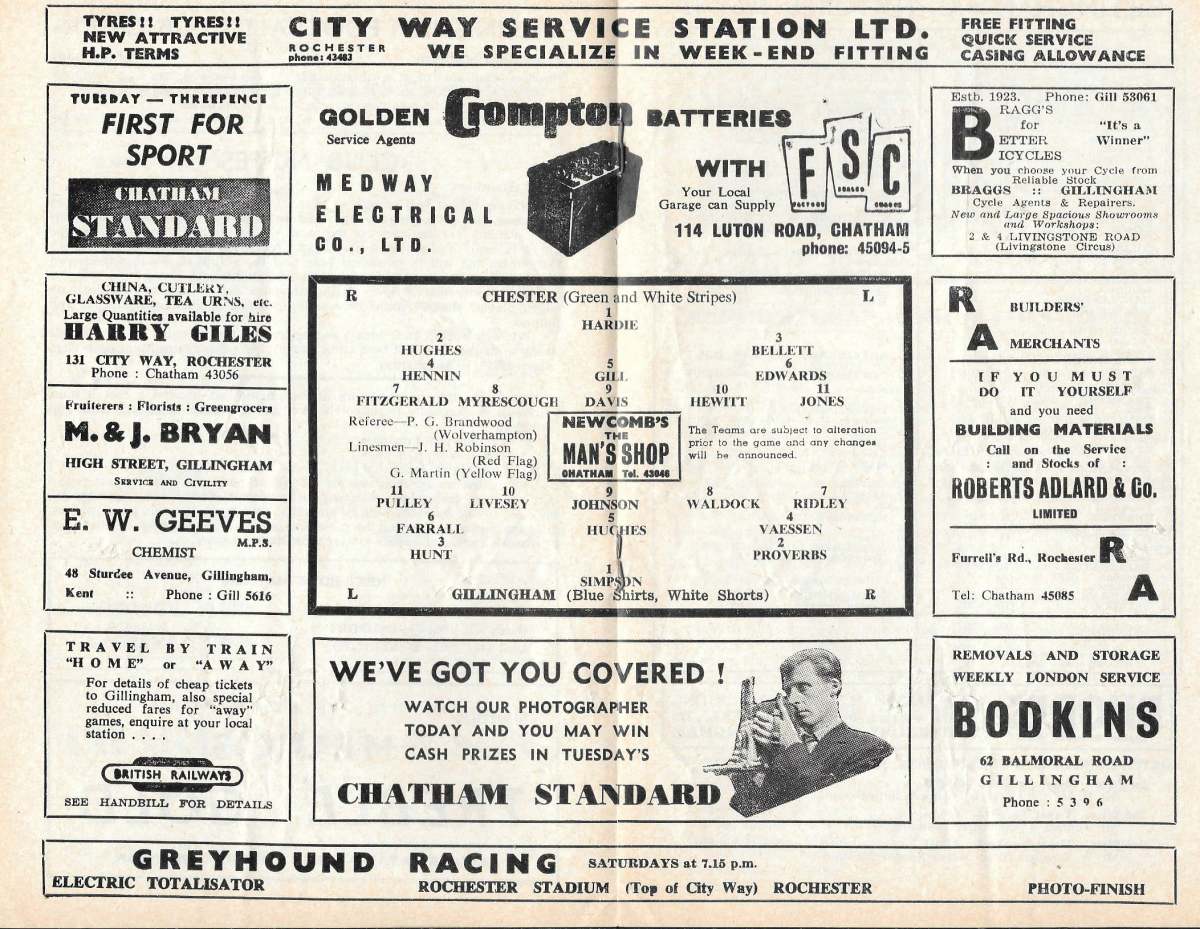 TYRES!! TYRES!!
NEW ATTRACTIVE
H.P. TERMS
CITY WAY SERVICE STATION LTD.
ROCHESTER
phone: 43483
WE SPECIALIZE IN WEEK-END FITTING
FREE FITTING
QUICK SERVICE
CASING ALLOWANCE
TUESDAY — THREEPENCE
FIRST FOR
SPORT
CHATHAM
STANDARD
GOLDEN Crompton BATTERIES
Service Agents
MEDWAY
ELECTRICAL
CO., LTD.
WITH
FSC
FACTORY SEALED CHARGE
Your Local
Garage can Supply
114 LUTON ROAD, CHATHAM
phone: 45094-5
Estb. 1923. Phone: Gill 53061
BRAGG'S
for "It's a
BETTER Winner"
BICYCLES
When you choose your Cycle from
Reliable Stock
BRAGGS :: GILLINGHAM
Cycle Agents & Repairers.
New and Large Spacious Showrooms
and Workshops:
2 & 4 LIVINGSTONE ROAD
(Livingstone Circus)
CHINA, CUTLERY,
GLASSWARE, TEA URNS, etc.
Large Quantities available for hire
HARRY GILES
131 CITY WAY, ROCHESTER
Phone : Chatham 43056
Fruiterers : Florists : Greengrocers
M. & J. BRYAN
HIGH STREET, GILLINGHAM
SERVICE AND CIVILITY
E. W. GEEVES
M.P.S.
CHEMIST
48 Sturdee Avenue, Gillingham,
Kent :: Phone : Gill 5616
R CHESTER (Green and White Stripes) L
1
HARDIE
2 3
HUGHES BELLETT
4 5 6
HENNIN GILL EDWARDS
7 8 9 10 11
FITZGERALD MYRESCOUGH DAVIS HEWITT JONES
Referee—P. G. Brandwood
(Wolverhampton)
Linesmen—J. H. Robinson
(Red Flag)
G. Martin (Yellow Flag)
NEWCOMB'S
THE
MAN'S SHOP
CHATHAM Tel. 43046
The Teams are subject to alteration
prior to the game and any changes
will be announced.
11 10 9 8 7
PULLEY LIVESEY JOHNSON WALDOCK RIDLEY
6 5 4
FARRALL HUGHES VAESSEN
3 2
HUNT PROVERBS
1
SIMPSON
L GILLINGHAM (Blue Shirts, White Shorts) R
R BUILDERS'
A MERCHANTS
IF YOU MUST
DO IT YOURSELF
and you need
BUILDING MATERIALS
Call on the Service
: and Stocks of :
ROBERTS ADLARD & Co.
LIMITED
Furrell's Rd., Rochester R
Tel: Chatham 45085 A
TRAVEL BY TRAIN
"HOME" or "AWAY"
For details of cheap tickets
to Gillingham, also special
reduced fares for "away"
games, enquire at your local
station . . . .
BRITISH RAILWAYS
SEE HANDBILL FOR DETAILS
WE'VE GOT YOU COVERED !
WATCH OUR PHOTOGRAPHER
TODAY AND YOU MAY WIN
CASH PRIZES IN TUESDAY'S
CHATHAM STANDARD
REMOVALS AND STORAGE
WEEKLY LONDON SERVICE
BODKINS
62 BALMORAL ROAD
GILLINGHAM
Phone : 5396
GREYHOUND RACING SATURDAYS at 7.15 p.m.
ELECTRIC TOTALISATOR ROCHESTER STADIUM (Top of City Way) ROCHESTER PHOTO-FINISH